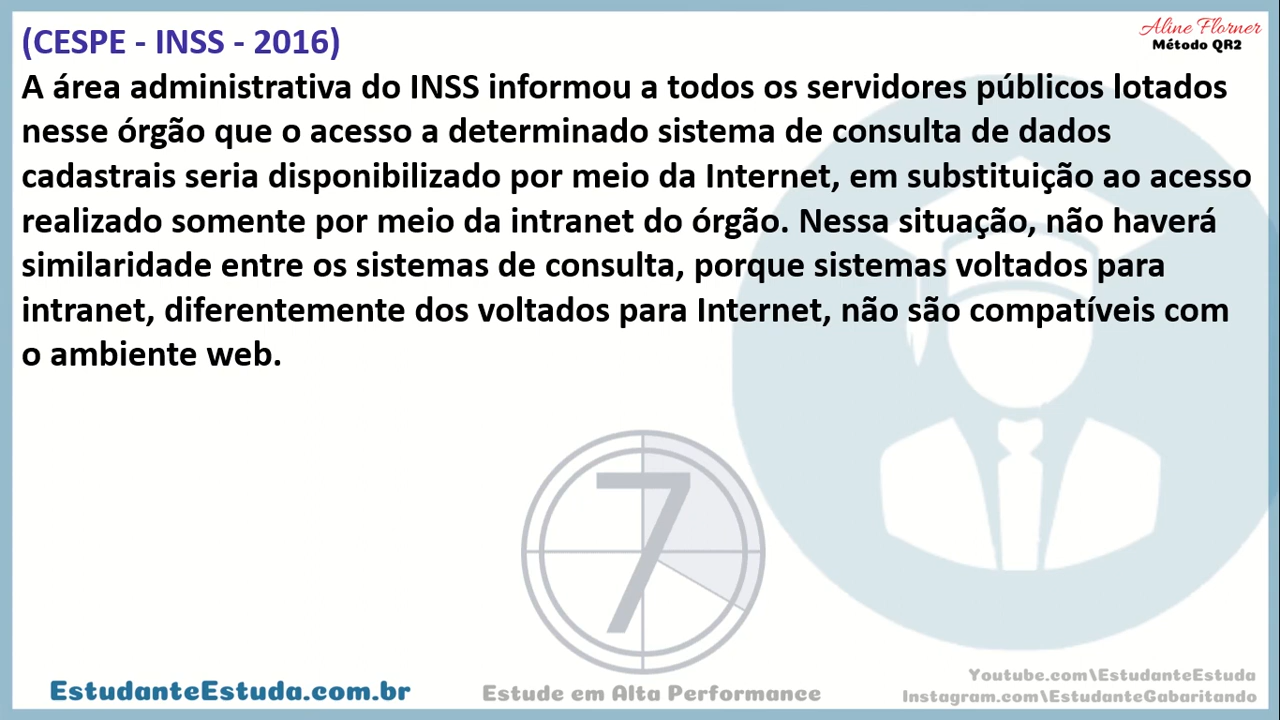 (CESPE - INSS - 2016)
Aline Florner
Método QR2
A área administrativa do INSS informou a todos os servidores públicos lotados
nesse órgão que o acesso a determinado sistema de consulta de dados
cadastrais seria disponibilizado por meio da Internet, em substituição ao acesso
realizado somente por meio da intranet do órgão. Nessa situação, não haverá
similaridade entre os sistemas de consulta, porque sistemas voltados para
intranet, diferentemente dos voltados para Internet, não são compatíveis com
o ambiente web.
7
EstudanteEstuda.com.br
Estude em Alta Performance
Youtube.com\EstudanteEstuda
Instagram.com\EstudanteGabaritando